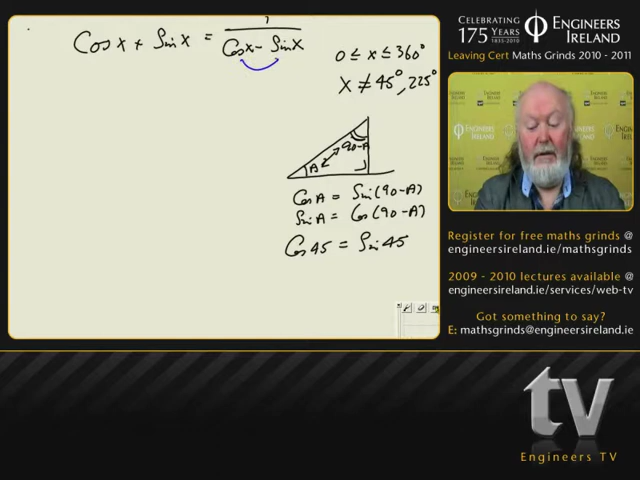 Cos x + Sin x = 1 / (Cos x - Sin x)
0 ≤ x ≤ 360°
x ≠ 45°, 225°
A
90-A
Cos A = Sin (90-A)
Sin A = Cos (90-A)
Cos 45 = Sin 45
CELEBRATING
175 YEARS
1835-2010
ENGINEERS
IRELAND
Leaving Cert Maths Grinds 2010 - 2011
Register for free maths grinds @
engineersireland.ie/mathsgrinds
2009 - 2010 lectures available @
engineersireland.ie/services/web-tv
Got something to say?
E: mathsgrinds@engineersireland.ie
tv
Engineers TV